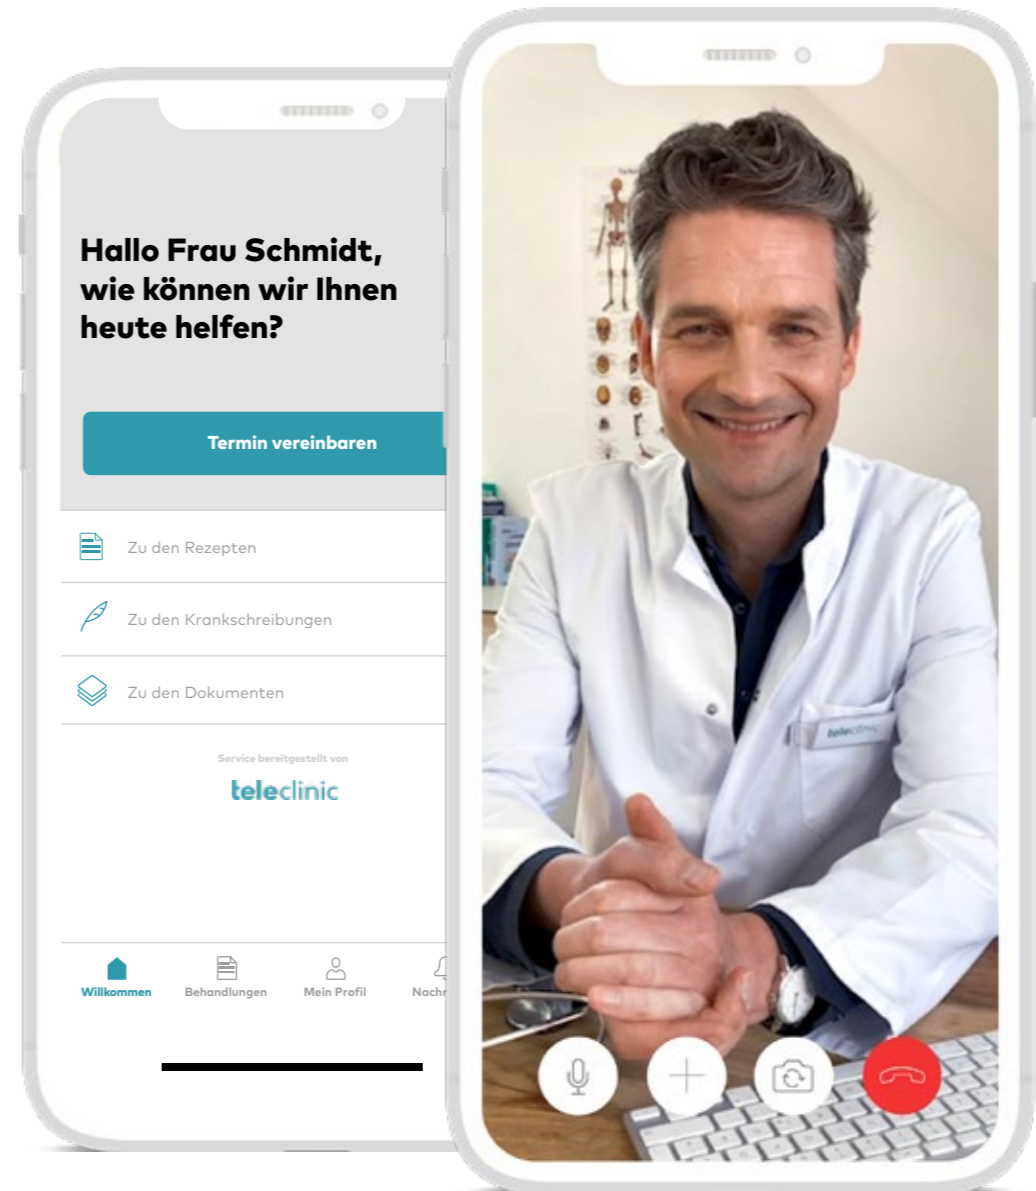 Hallo Frau Schmidt,
wie können wir Ihnen
heute helfen?
Termin vereinbaren
Zu den Rezepten
Zu den Krankschreibungen
Zu den Dokumenten
Service bereitgestellt von
teleclinic
Willkommen
Behandlungen
Mein Profil
teleclinic